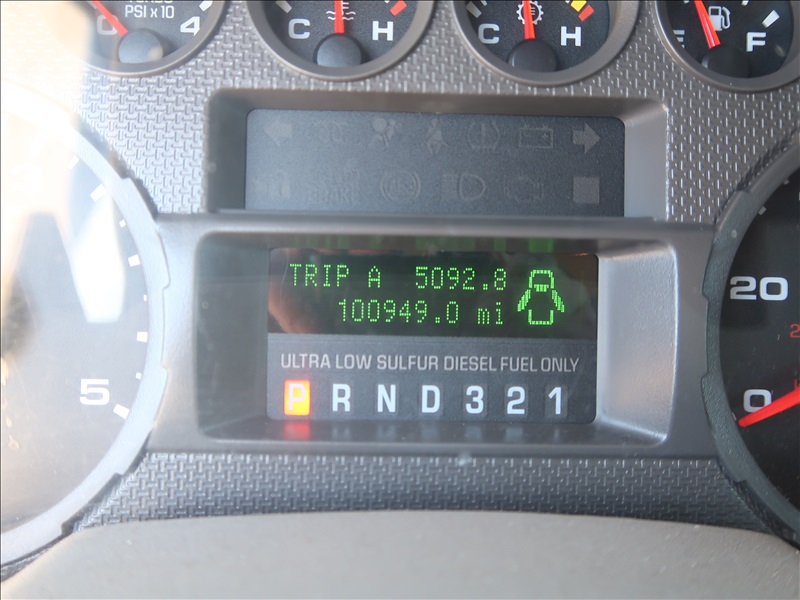 PSI x 10
0 4
C H
C H
F
TRIP A 5092.8
100949.0 mi
ULTRA LOW SULFUR DIESEL FUEL ONLY
P R N D 3 2 1
5
20
0